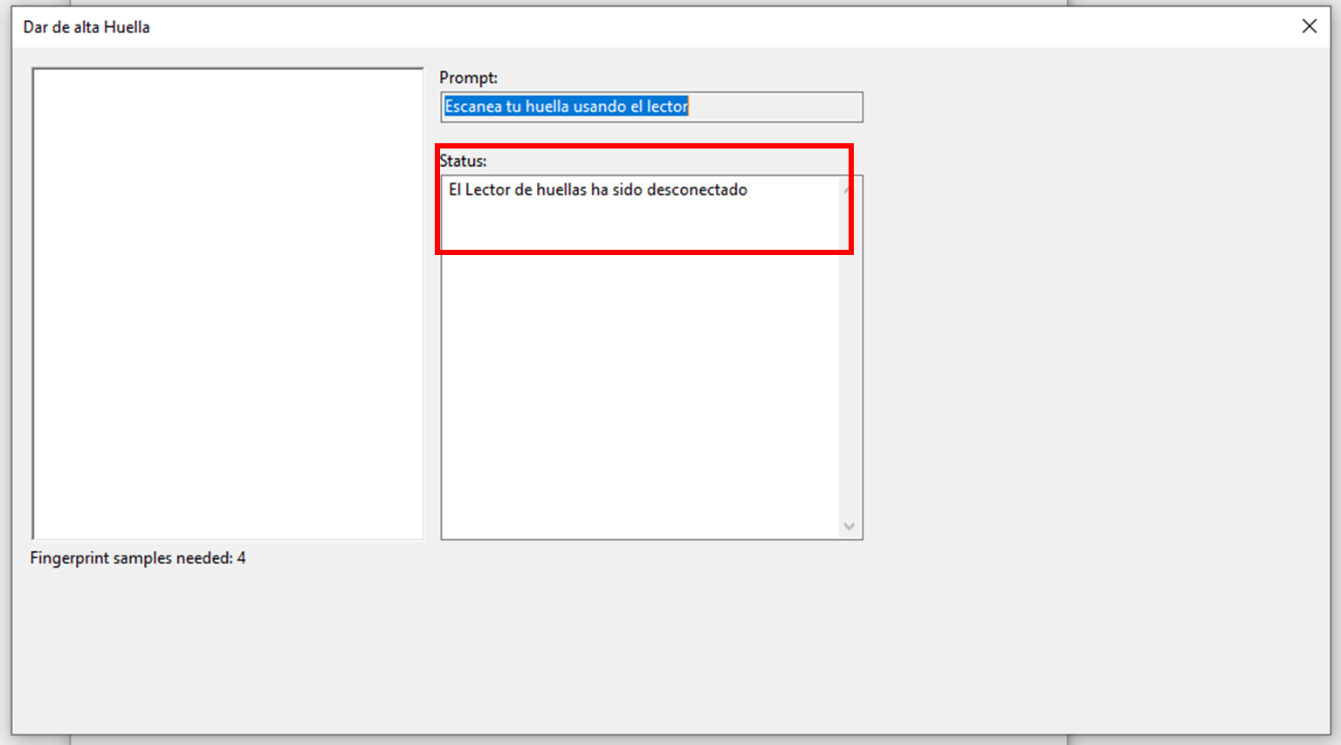 Dar de alta Huella
Prompt:
Escanea tu huella usando el lector
Status:
El Lector de huellas ha sido desconectado
Fingerprint samples needed: 4